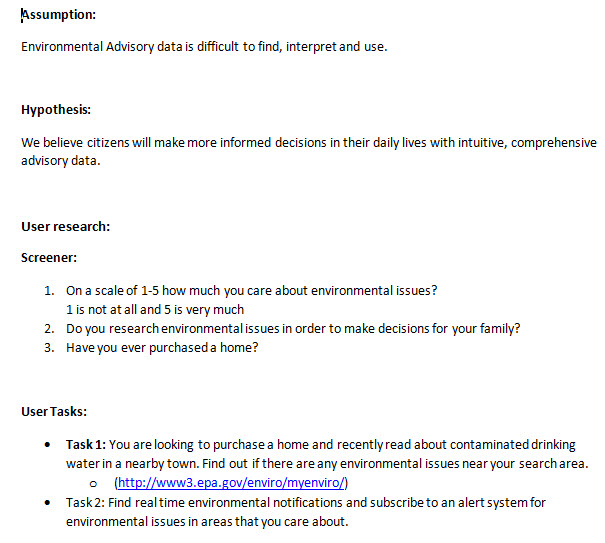 Assumption:
Environmental Advisory data is difficult to find, interpret and use.
Hypothesis:
We believe citizens will make more informed decisions in their daily lives with intuitive, comprehensive
advisory data.
User research:
Screener:
1. On a scale of 1-5 how much you care about environmental issues?
1 is not at all and 5 is very much
2. Do you research environmental issues in order to make decisions for your family?
3. Have you ever purchased a home?
User Tasks:
• Task 1: You are looking to purchase a home and recently read about contaminated drinking
water in a nearby town. Find out if there are any environmental issues near your search area.
o (http://www3.epa.gov/enviro/myenviro/)
• Task 2: Find real time environmental notifications and subscribe to an alert system for
environmental issues in areas that you care about.